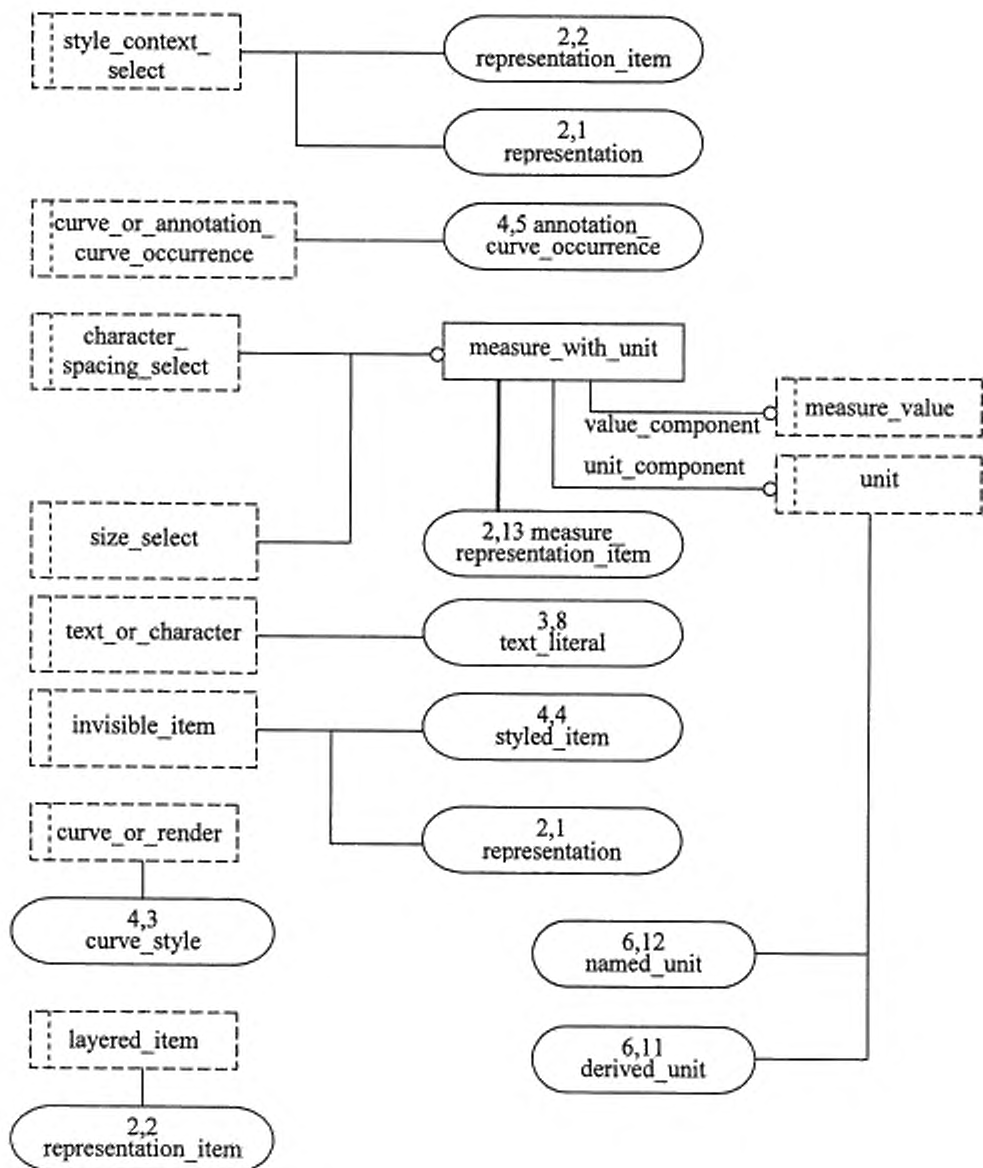 style_context_
select
2,2
representation_item
2,1
representation
curve_or_annotation_
curve_occurrence
4,5 annotation_
curve_occurrence
character_
spacing_select
measure_with_unit
measure_value
value_component
unit_component
unit
size_select
2,13 measure_
representation_item
text_or_character
3,8
text_literal
invisible_item
4,4
styled_item
curve_or_render
2,1
representation
4,3
curve_style
6,12
named_unit
layered_item
6,11
derived_unit
2,2
representation_item